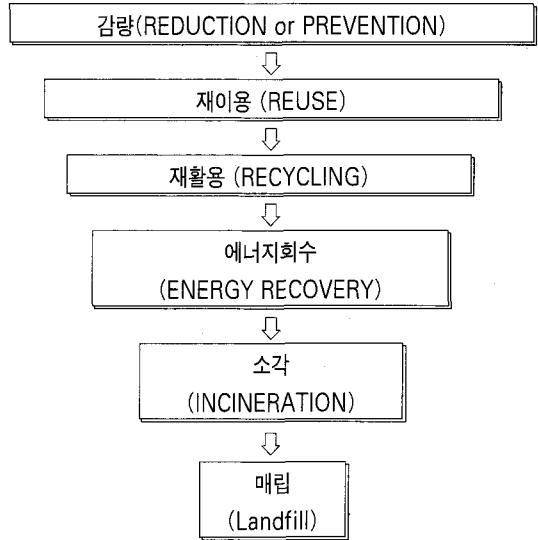 감량(REDUCTION or PREVENTION)
재이용 (REUSE)
재활용 (RECYCLING)
에너지회수
(ENERGY RECOVERY)
소각
(INCINERATION)
매립
(Landfill)